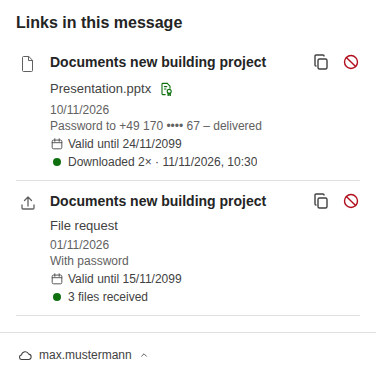 Links in this message
Documents new building project
Presentation.pptx
10/11/2026
Password to +49 170 •••• 67 – delivered
Valid until 24/11/2099
Downloaded 2× · 11/11/2026, 10:30
Documents new building project
File request
01/11/2026
With password
Valid until 15/11/2099
3 files received
max.mustermann